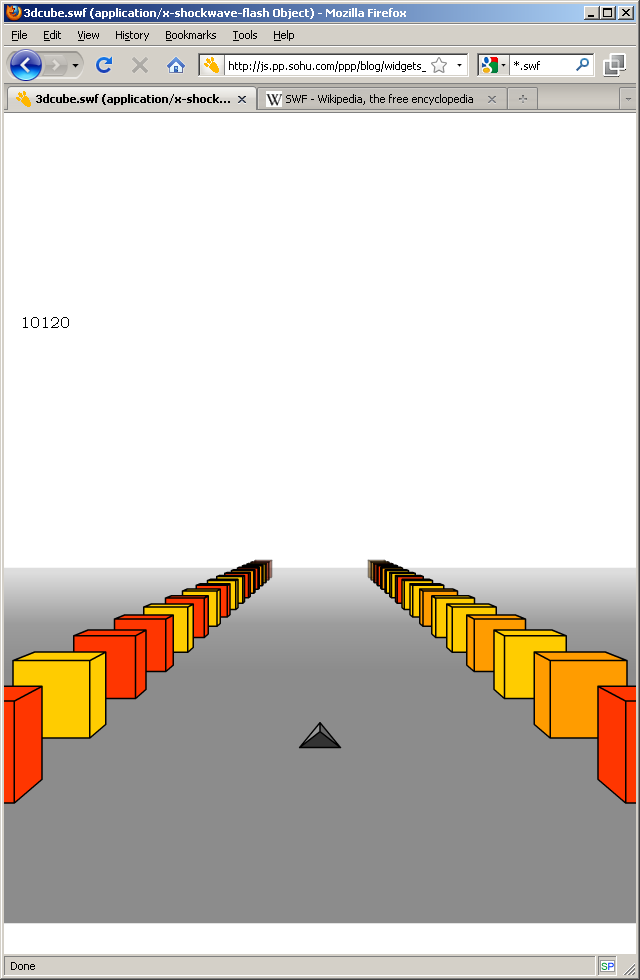 3dcube.swf (application/x-shockwave-flash Object) - Mozilla Firefox
File Edit View History Bookmarks Tools Help
http://js.pp.sohu.com/ppp/blog/widgets_ *.swf
3dcube.swf (application/x-shock... W SWF - Wikipedia, the free encyclopedia
10120
Done SP